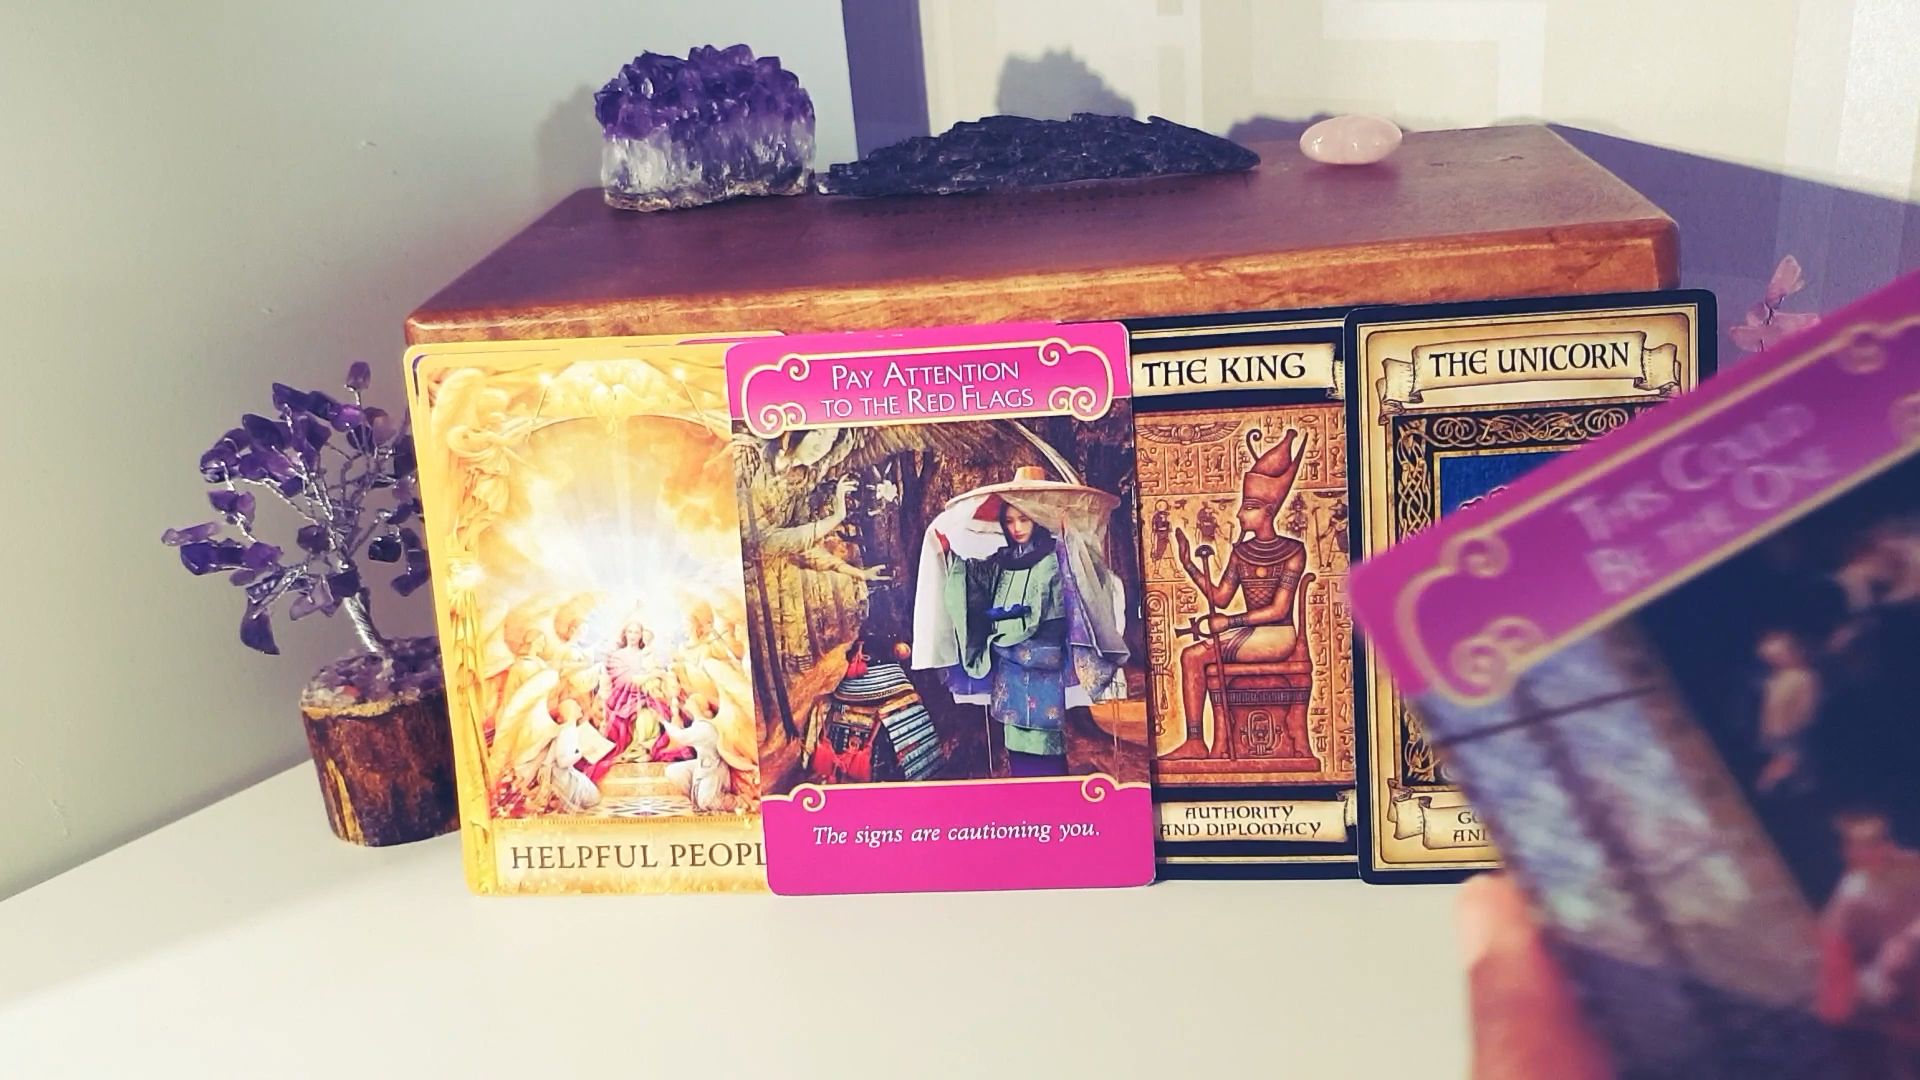 HELPFUL PEOPL
PAY ATTENTION
TO THE RED FLAGS
The signs are cautioning you.
THE KING
AUTHORITY
AND DIPLOMACY
THE UNICORN
THIS COULD
BE THE ONE